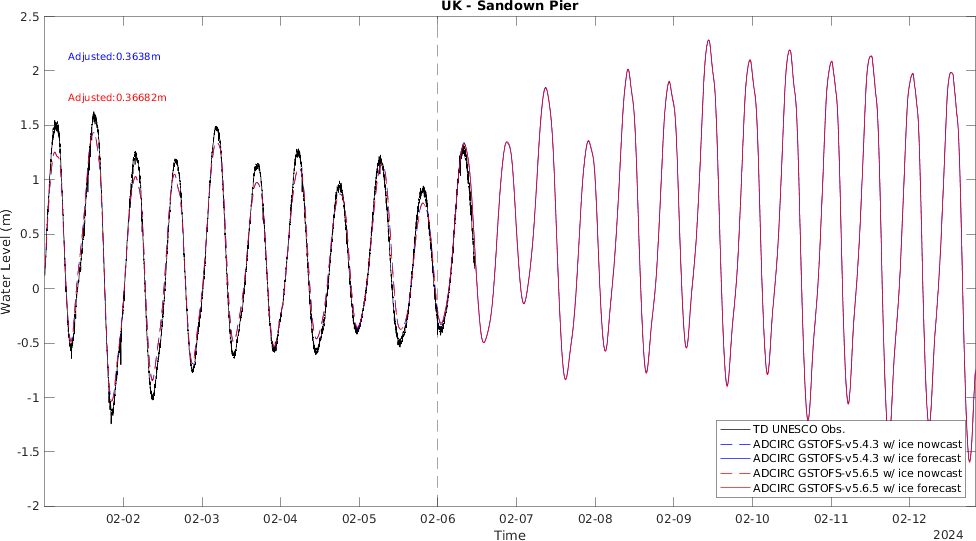 UK - Sandown Pier
2.5
2
1.5
1
0.5
0
-0.5
-1
-1.5
-2
Water Level (m)
Adjusted:0.3638m
Adjusted:0.36682m
TD UNESCO Obs.
ADCIRC GSTOFS-v5.4.3 w/ ice nowcast
ADCIRC GSTOFS-v5.4.3 w/ ice forecast
ADCIRC GSTOFS-v5.6.5 w/ ice nowcast
ADCIRC GSTOFS-v5.6.5 w/ ice forecast
02-02 02-03 02-04 02-05 02-06 02-07 02-08 02-09 02-10 02-11 02-12
Time
2024